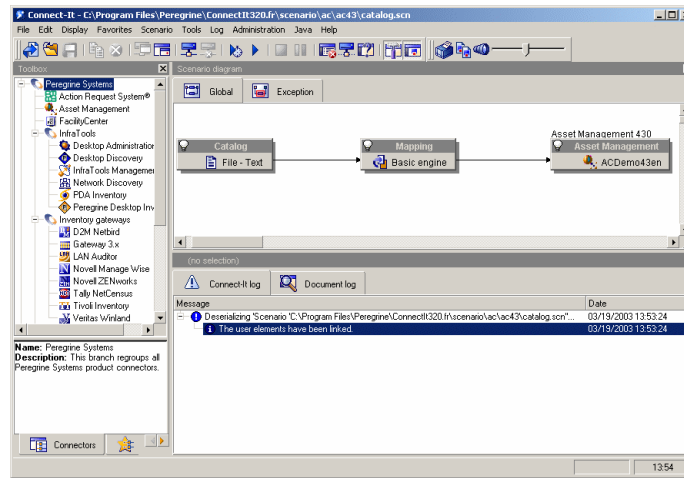 Connect-It - C:\Program Files\Peregrine\ConnectIt320.fr\scenario\ac\ac43\catalog.scn
File Edit Display Favorites Scenario Tools Log Administration Java Help
Toolbox
Peregrine Systems
Action Request System®
Asset Management
FacilityCenter
InfraTools
Desktop Administration
Desktop Discovery
InfraTools Managemen
Network Discovery
PDA Inventory
Peregrine Desktop Inv
Inventory gateways
D2M Netbird
Gateway 3.x
LAN Auditor
Novell Manage Wise
Novell ZENworks
Tally NetCensus
Tivoli Inventory
Veritas Winland
Name: Peregrine Systems
Description: This branch regroups all
Peregrine Systems product connectors.
Connectors
Scenario diagram
Global Exception
Catalog
File - Text
Mapping
Basic engine
Asset Management 430
Asset Management
ACDemo43en
(no selection)
Connect-It log Document log
Message Date
Deserializing 'Scenario 'C:\Program Files\Peregrine\ConnectIt320.fr\scenario\ac\ac43\catalog.scn''... 03/19/2003 13:53:24
The user elements have been linked. 03/19/2003 13:53:24
13:54